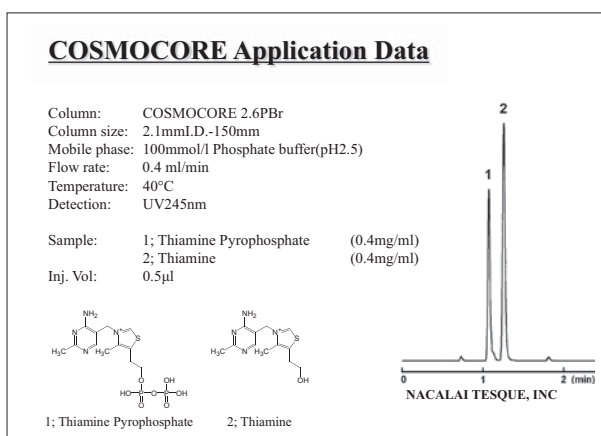 COSMOCORE Application Data
Column: COSMOCORE 2.6PBr
Column size: 2.1mmI.D.-150mm
Mobile phase: 100mmol/l Phosphate buffer(pH2.5)
Flow rate: 0.4 ml/min
Temperature: 40°C
Detection: UV245nm
Sample: 1; Thiamine Pyrophosphate (0.4mg/ml)
2; Thiamine (0.4mg/ml)
Inj. Vol: 0.5µl
1
2
0 1 2 (min)
NACALAI TESQUE, INC
NH2
N
N+
S
H3C
N
H3C
O
O
O
HO
P
O
P
OH
OH
NH2
N
N+
S
H3C
N
H3C
OH
1; Thiamine Pyrophosphate
2; Thiamine